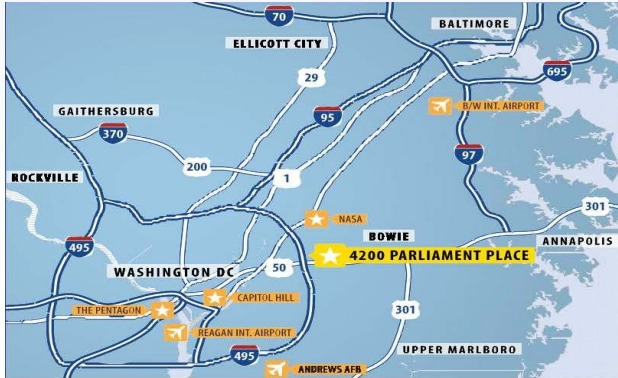 70
BALTIMORE
ELLICOTT CITY
29
695
B/W INT. AIRPORT
GAITHERSBURG
95
370
97
200
1
ROCKVILLE
301
NASA
BOWIE
495
ANNAPOLIS
4200 PARLIAMENT PLACE
WASHINGTON DC
50
CAPITOL HILL
THE PENTAGON
301
REAGAN INT. AIRPORT
495
UPPER MARLBORO
ANDREWS AFB